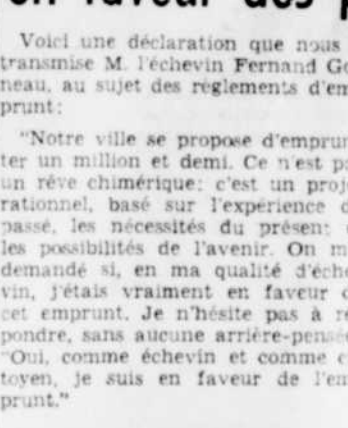 en faveur des p
Voici une déclaration que nous
transmise M. l'échevin Fernand Go
neau, au sujet des règlements d'em
prunt:
"Notre ville se propose d'emprun
ter un million et demi. Ce n'est pa
un rêve chimérique: c'est un proj
rationnel, basé sur l'expérience d
passé, les nécessités du présent
les possibilités de l'avenir. On m
demandé si, en ma qualité d'éche
vin, j'étais vraiment en faveur d
cet emprunt. Je n'hésite pas à ré
pondre, sans aucune arrière-pensée
"Oui, comme échevin et comme ci
toyen, je suis en faveur de l'em
prunt."